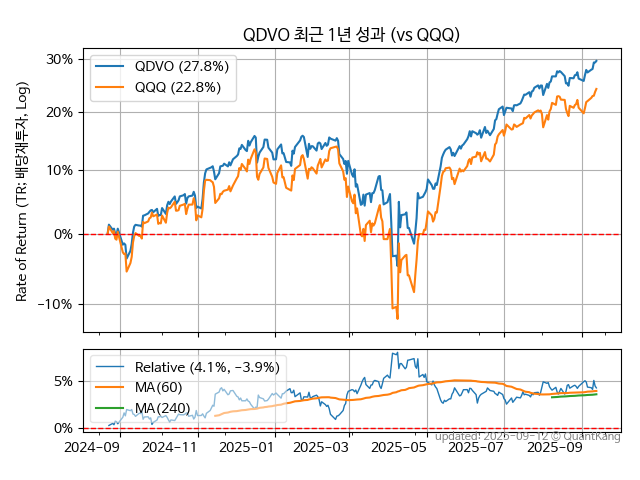 QDVO 최근 1년 성과 (vs QQQ)
Rate of Return (TR: 배당재투자, Log)
30%
20%
10%
0%
−10%
QDVO (27.8%)
QQQ (22.8%)
5%
0%
Relative (4.1%, −3.9%)
MA(60)
MA(240)
2024−09
2024−11
2025−01
2025−03
2025−05
2025−07
2025−09
updated: 2025−09−12 © QuantKang